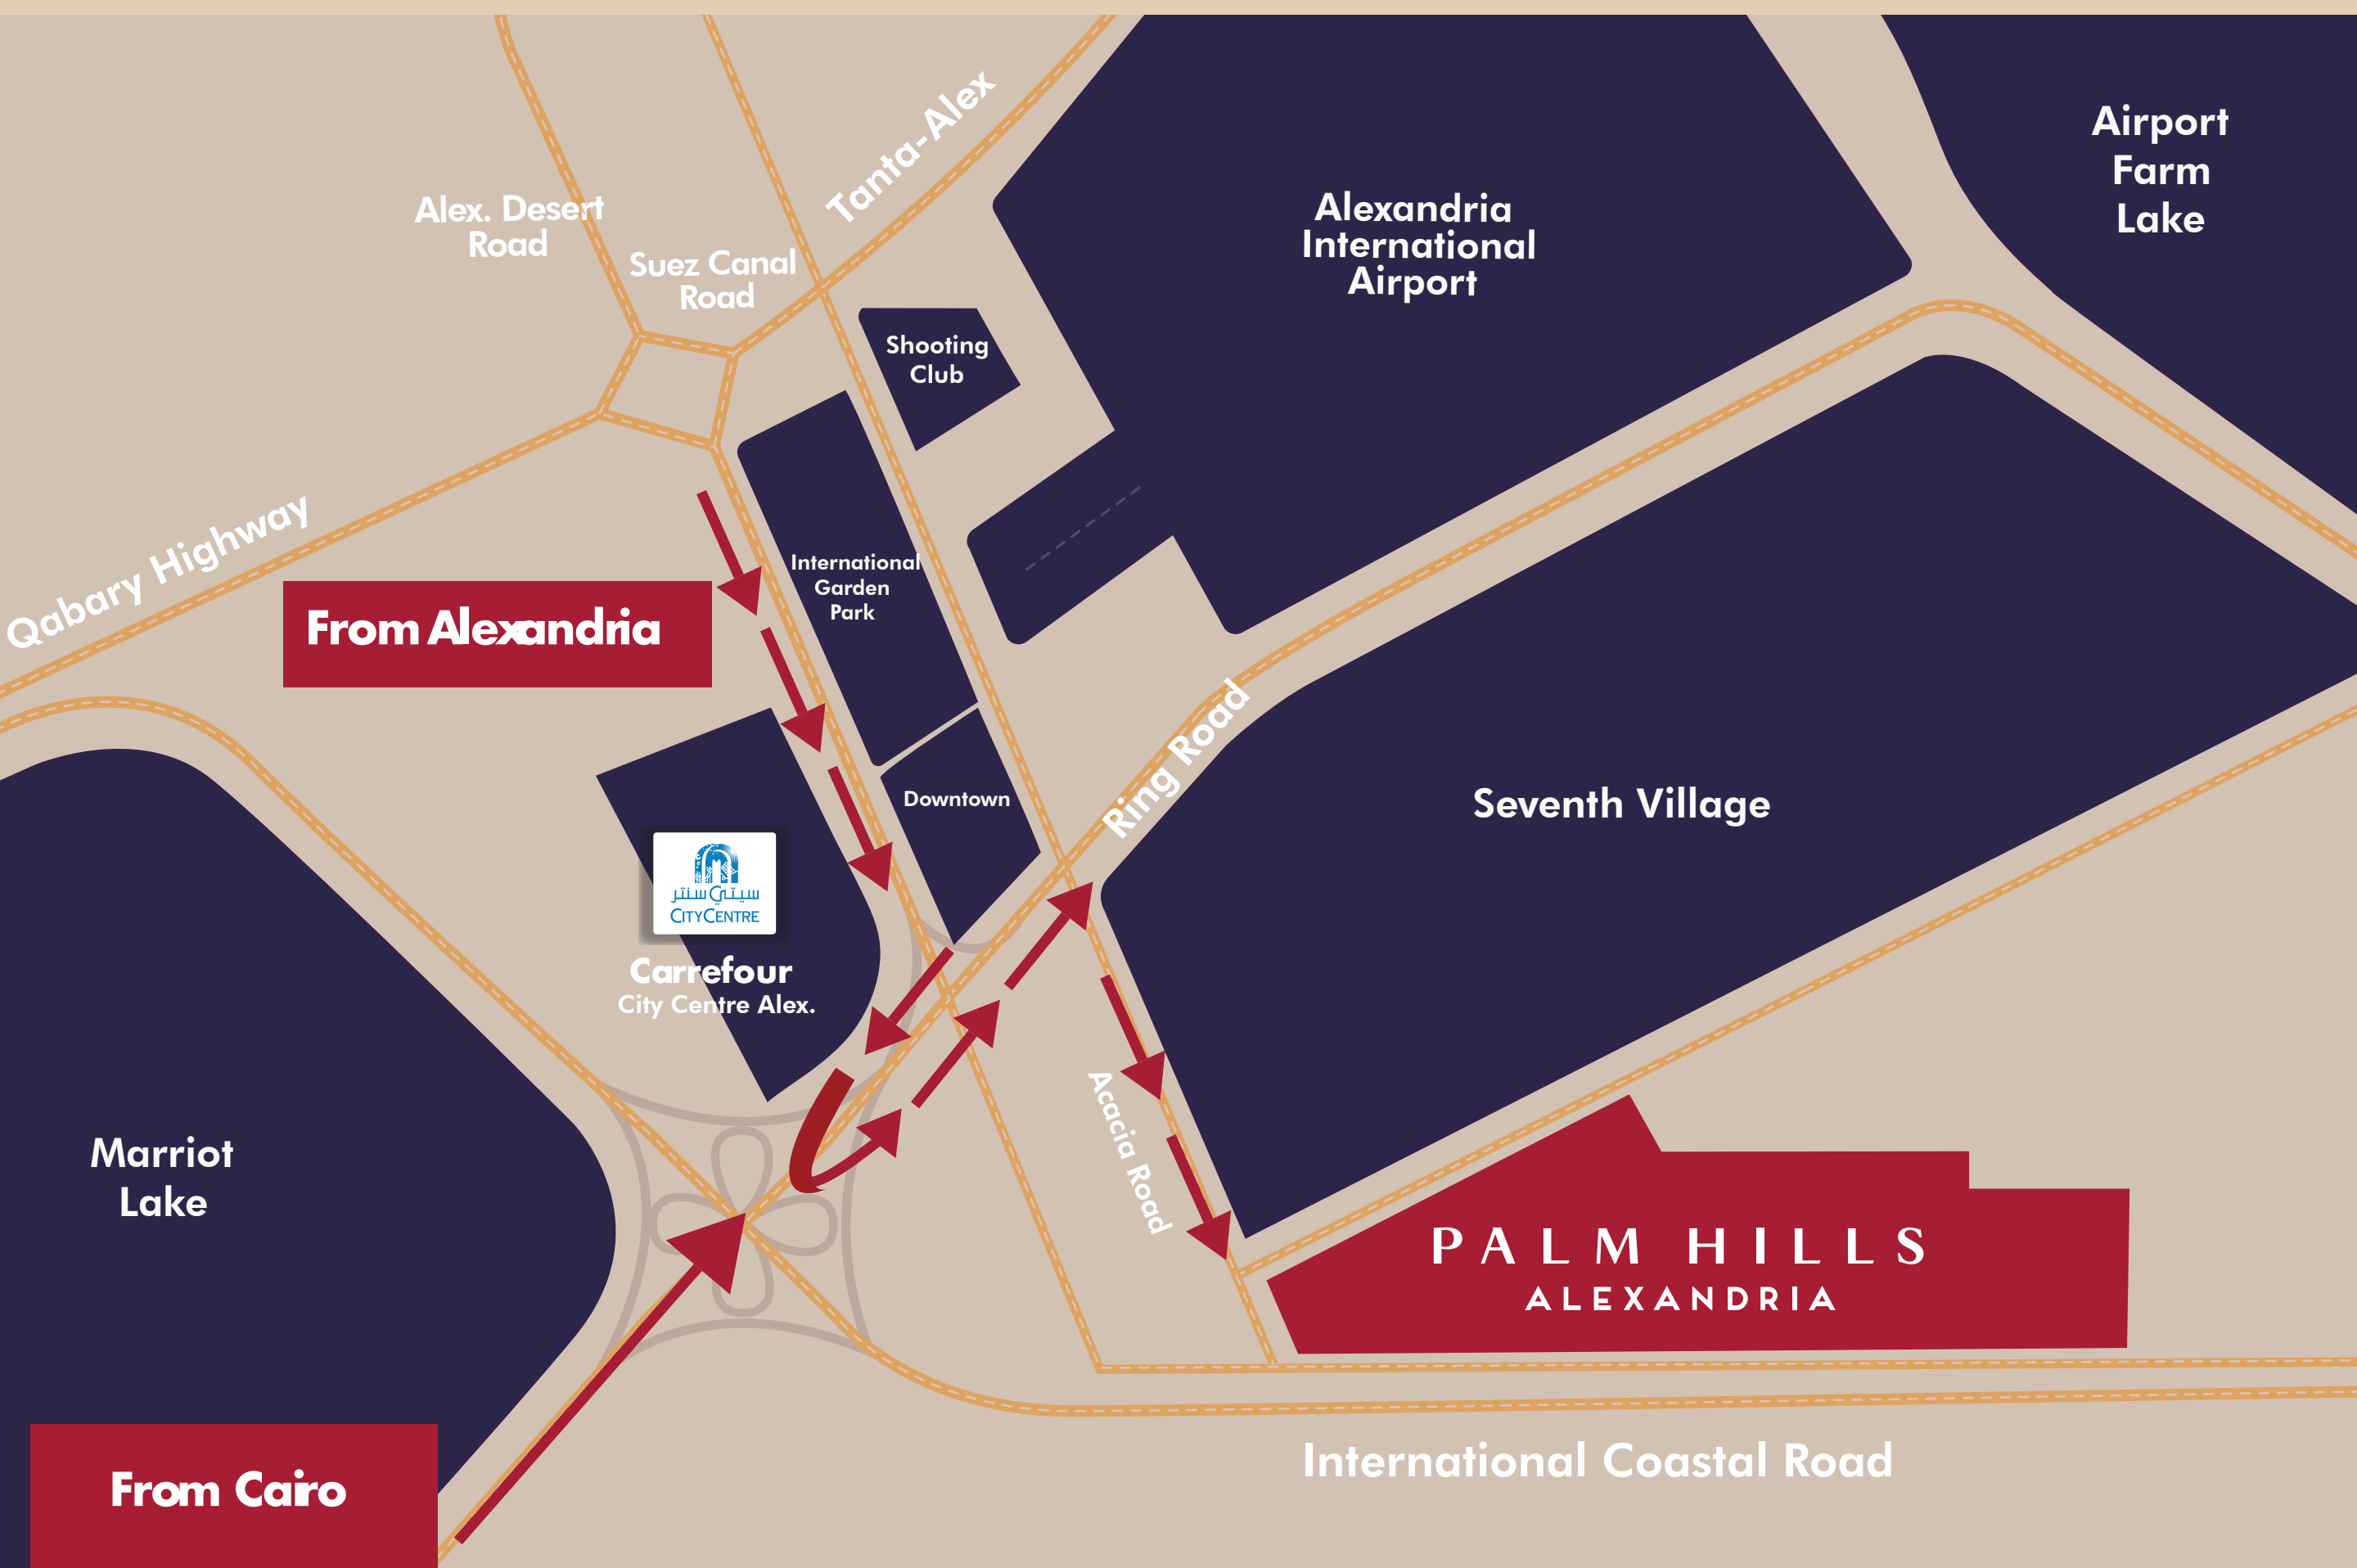 Tanta-Alex
Airport
Farm
Lake
Alex. Desert
Road
Alexandria
International
Airport
Suez Canal
Road
Shooting
Club
Qabary Highway
International
Garden
Park
From Alexandria
Ring Road
Downtown
Seventh Village
سيتي سنتر
CITY CENTRE
Carrefour
City Centre Alex.
Acacia Road
Marriot
Lake
PALM HILLS
ALEXANDRIA
International Coastal Road
From Cairo